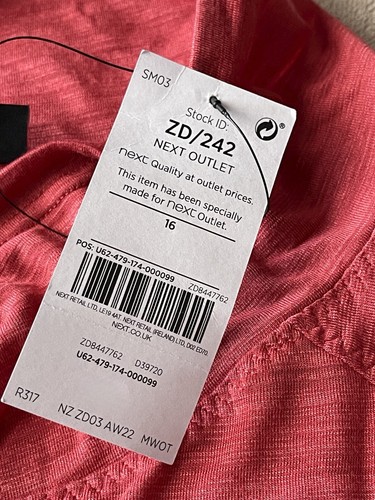 SM03
Stock ID:
ZD/242
NEXT OUTLET
next Quality at outlet prices.
This item has been specially
made for next Outlet.
16
POS: U62-479-174-000099
ZD8447762
NEXT RETAIL LTD, LE19 4AT. NEXT RETAIL (IRELAND) LTD, D02 ED70.
NEXT.CO.UK
ZD8447762 D39720
U62-479-174-000099
R317 NZ ZD03 AW22 MWOT